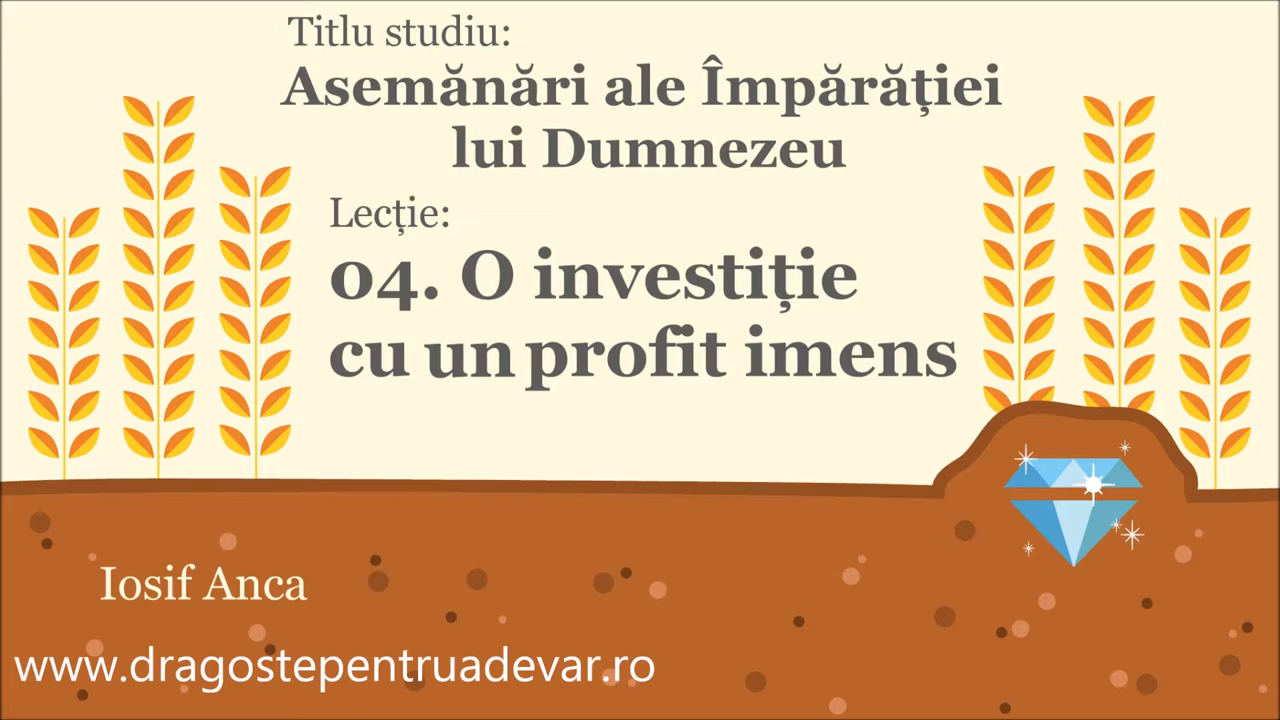 Titlu studiu:
Asemănări ale Împărăției
lui Dumnezeu
Lecție:
04. O investiție
cu un profit imens
Iosif Anca
www.dragostepentruadevar.ro